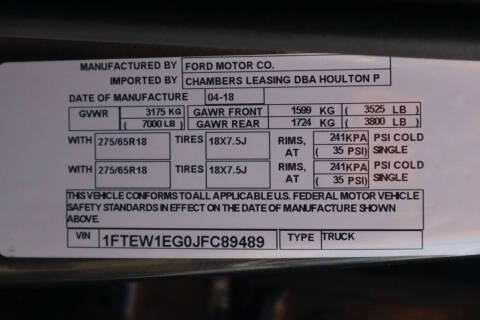 MANUFACTURED BY FORD MOTOR CO.
IMPORTED BY CHAMBERS LEASING DBA HOULTON P
DATE OF MANUFACTURE 04-18
GVWR 3175 KG GAWR FRONT 1599 KG ( 3525 LB )
( 7000 LB ) GAWR REAR 1724 KG ( 3800 LB )
WITH 275/65R18 TIRES 18X7.5J RIMS, AT 241KPA PSI COLD
( 35 PSI) SINGLE
WITH 275/65R18 TIRES 18X7.5J RIMS, AT 241KPA PSI COLD
( 35 PSI) SINGLE
THIS VEHICLE CONFORMS TO ALL APPLICABLE U.S. FEDERAL MOTOR VEHICLE
SAFETY STANDARDS IN EFFECT ON THE DATE OF MANUFACTURE SHOWN
ABOVE.
VIN 1FTEW1EG0JFC89489 TYPE TRUCK